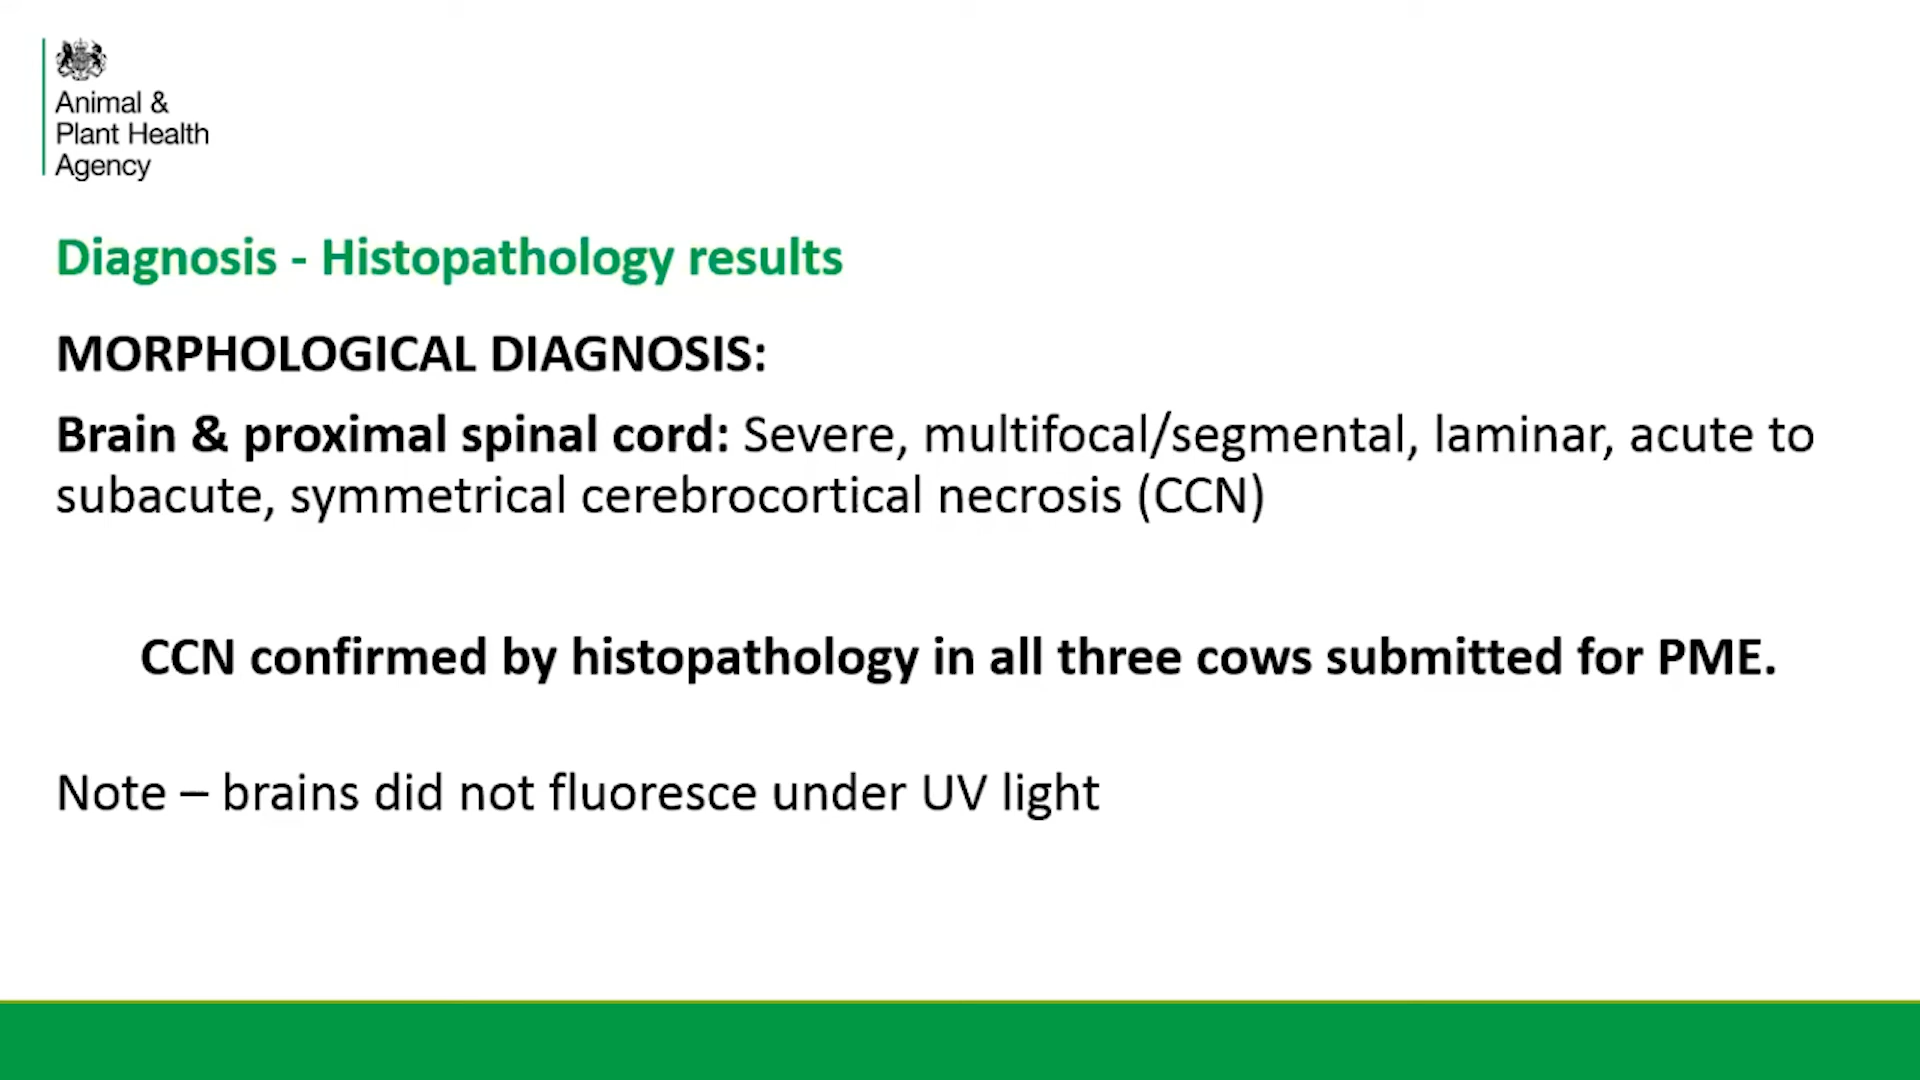 Animal &
Plant Health
Agency
Diagnosis - Histopathology results
MORPHOLOGICAL DIAGNOSIS:
Brain & proximal spinal cord: Severe, multifocal/segmental, laminar, acute to
subacute, symmetrical cerebrocortical necrosis (CCN)
CCN confirmed by histopathology in all three cows submitted for PME.
Note – brains did not fluoresce under UV light